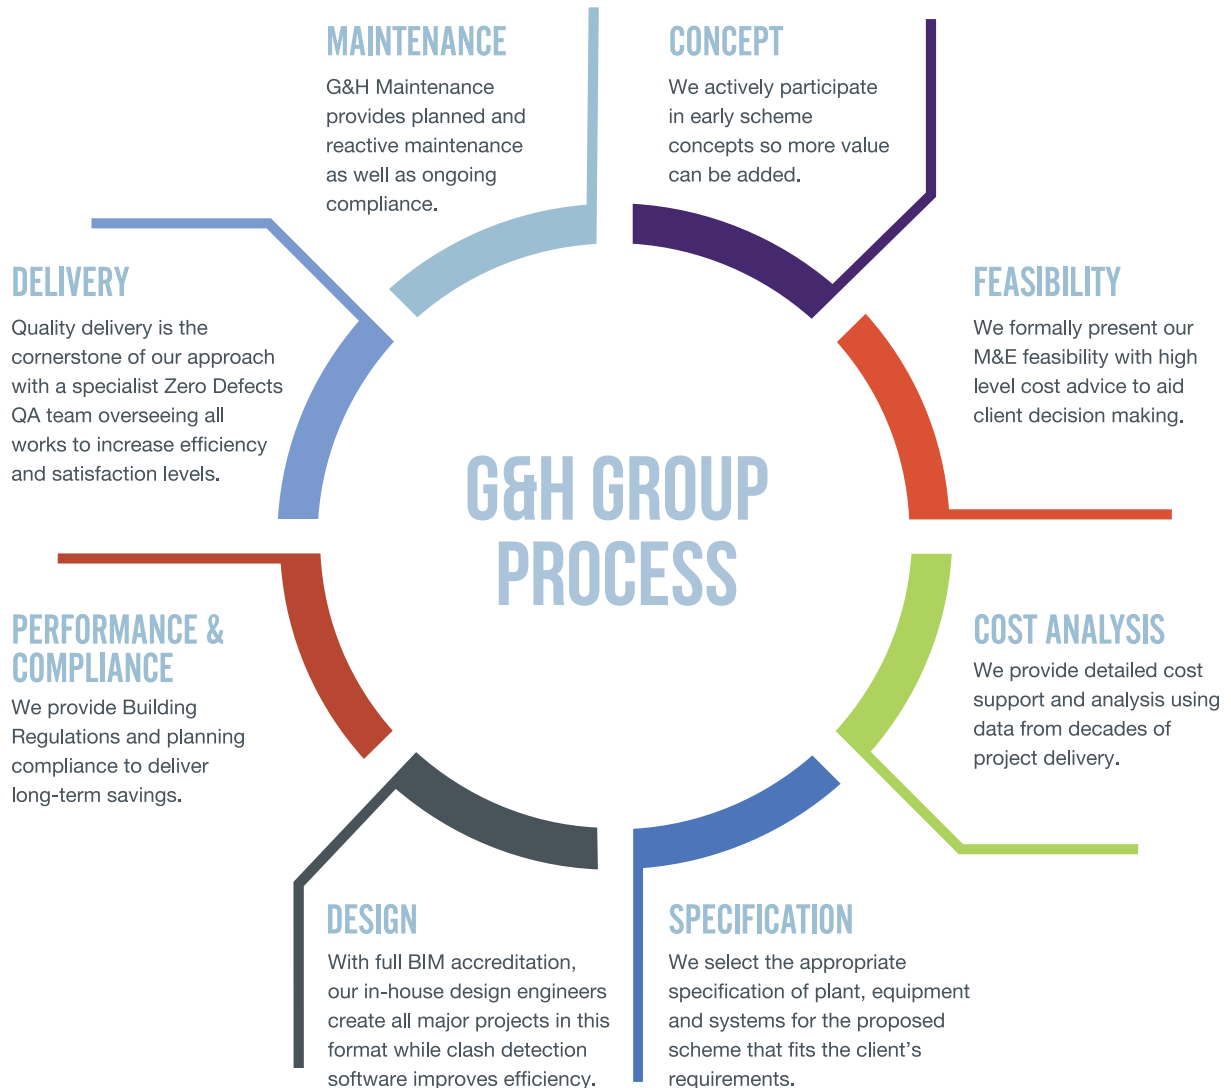 MAINTENANCE
G&H Maintenance
provides planned and
reactive maintenance
as well as ongoing
compliance.
CONCEPT
We actively participate
in early scheme
concepts so more value
can be added.
FEASIBILITY
We formally present our
M&E feasibility with high
level cost advice to aid
client decision making.
COST ANALYSIS
We provide detailed cost
support and analysis using
data from decades of
project delivery.
SPECIFICATION
We select the appropriate
specification of plant, equipment
and systems for the proposed
scheme that fits the client’s
requirements.
DESIGN
With full BIM accreditation,
our in-house design engineers
create all major projects in this
format while clash detection
software improves efficiency.
PERFORMANCE &
COMPLIANCE
We provide Building
Regulations and planning
compliance to deliver
long-term savings.
DELIVERY
Quality delivery is the
cornerstone of our approach
with a specialist Zero Defects
QA team overseeing all
works to increase efficiency
and satisfaction levels.
G&H GROUP
PROCESS